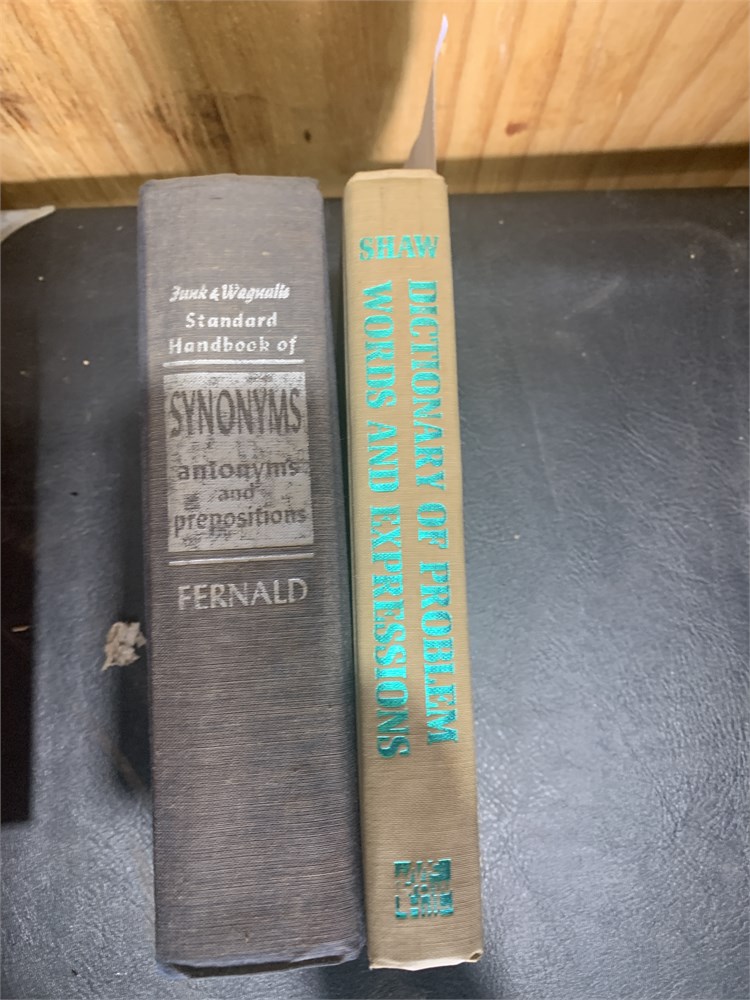 Funk & Wagnalls
Standard
Handbook of
SYNONYMS
antonyms
and
prepositions
FERNALD
SHAW
DICTIONARY OF PROBLEM
WORDS AND EXPRESSIONS